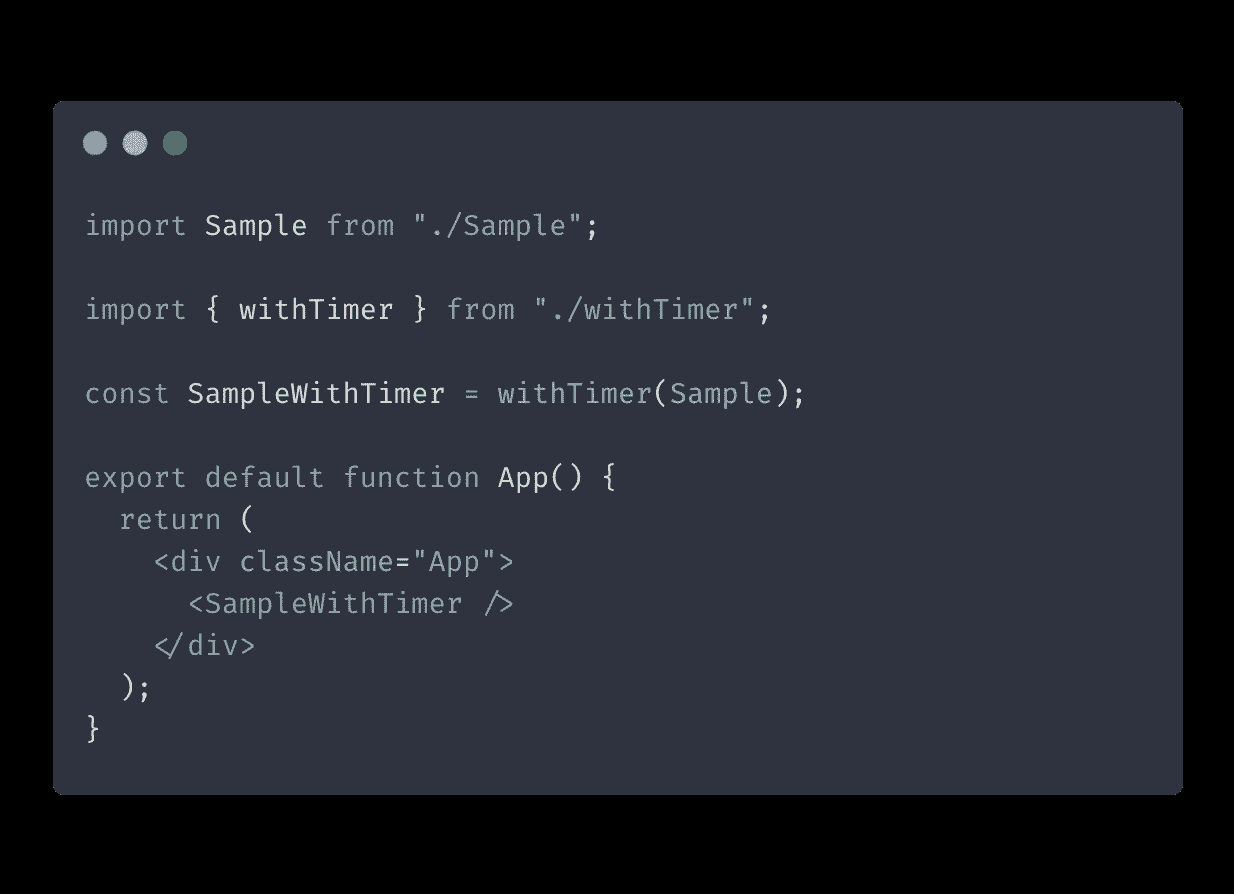 import Sample from "./Sample";
import { withTimer } from "./withTimer";
const SampleWithTimer = withTimer(Sample);
export default function App() {
  return (
    <div className="App">
      <SampleWithTimer />
    </div>
  );
}